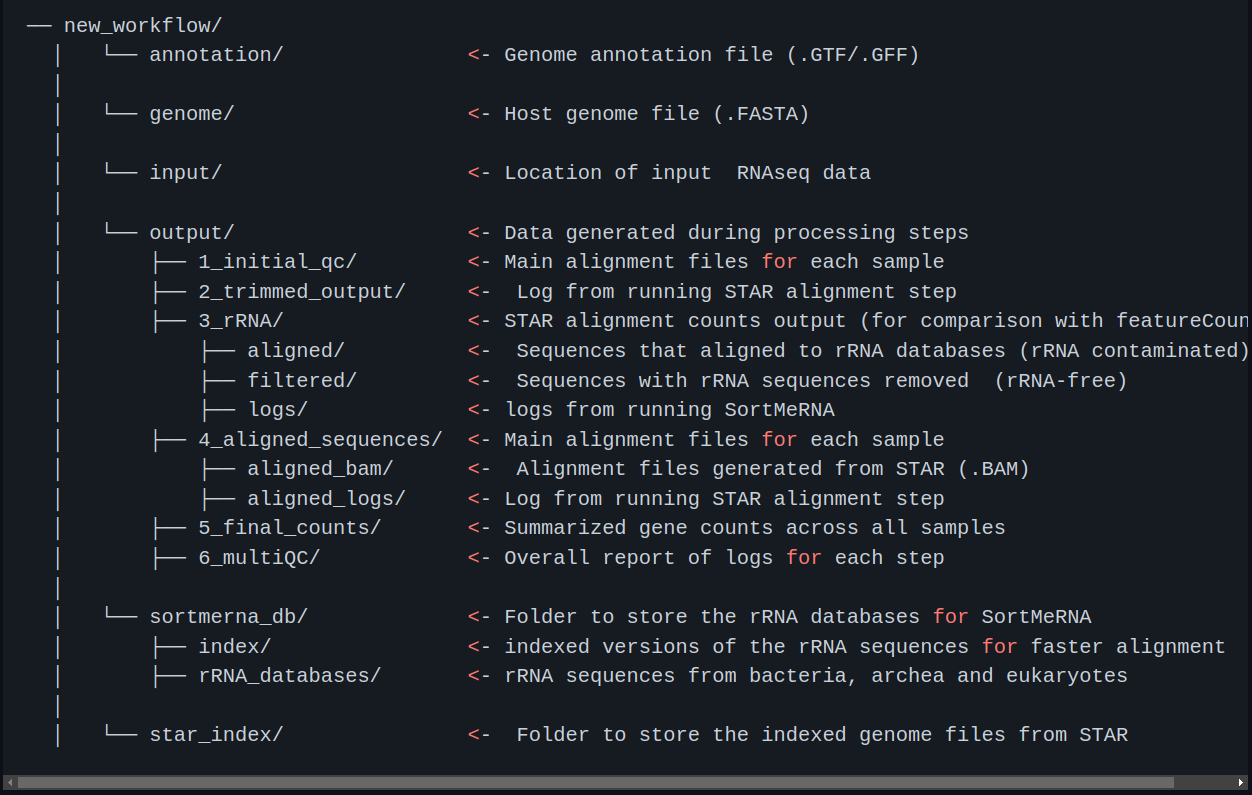 ── new_workflow/
  │   └── annotation/               <- Genome annotation file (.GTF/.GFF)
  │
  │   └── genome/                   <- Host genome file (.FASTA)
  │
  │   └── input/                    <- Location of input  RNAseq data
  │
  │   └── output/                   <- Data generated during processing steps
  │       ├── 1_initial_qc/         <- Main alignment files for each sample
  │       ├── 2_trimmed_output/     <-  Log from running STAR alignment step
  │       ├── 3_rRNA/               <- STAR alignment counts output (for comparison with
  │           ├── aligned/          <-  Sequences that aligned to rRNA databases (rRNA contaminated)
  │           ├── filtered/         <-  Sequences with rRNA sequences removed  (rRNA-free)
  │           ├── logs/             <- logs from running SortMeRNA
  │       ├── 4_aligned_sequences/  <- Main alignment files for each sample
  │           ├── aligned_bam/      <-  Alignment files generated from STAR (.BAM)
  │           ├── aligned_logs/     <- Log from running STAR alignment step
  │       ├── 5_final_counts/       <- Summarized gene counts across all samples
  │       ├── 6_multiQC/            <- Overall report of logs for each step
  │
  │   └── sortmerna_db/             <- Folder to store the rRNA databases for SortMeRNA
  │       ├── index/                <- indexed versions of the rRNA sequences for faster alignment
  │       ├── rRNA_databases/       <- rRNA sequences from bacteria, archea and eukaryotes
  │
  │   └── star_index/               <-  Folder to store the indexed genome files from STAR